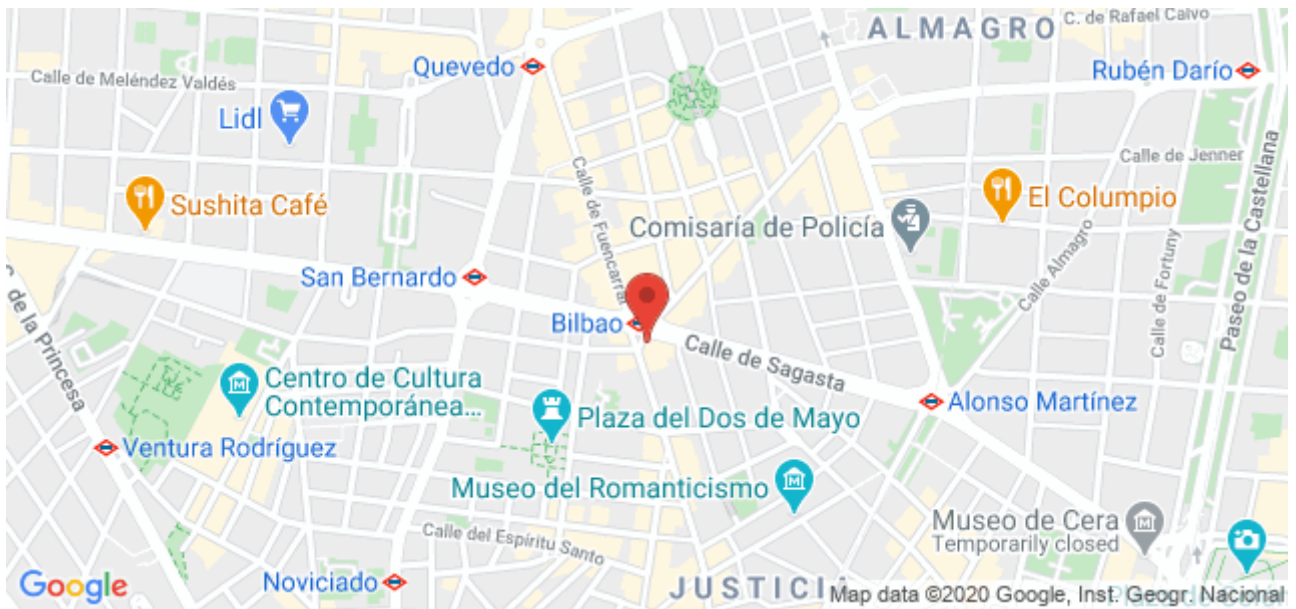 ALMAGRO
C. de Rafael Calvo
Quevedo
Rubén Darío
Calle de Meléndez Valdés
Lidl
Calle de Jenner
Sushita Café
El Columpio
Comisaría de Policía
Calle de Fuencarral
Paseo de la Castellana
San Bernardo
Calle Almagro
Calle de Fortuny
Bilbao
C. de la Princesa
Calle de Sagasta
Centro de Cultura
Contemporánea...
Alonso Martínez
Plaza del Dos de Mayo
Ventura Rodríguez
Museo del Romanticismo
Museo de Cera
Temporarily closed
Calle del Espíritu Santo
Noviciado
Google
JUSTICIA
Map data ©2020 Google, Inst. Geogr. Nacional